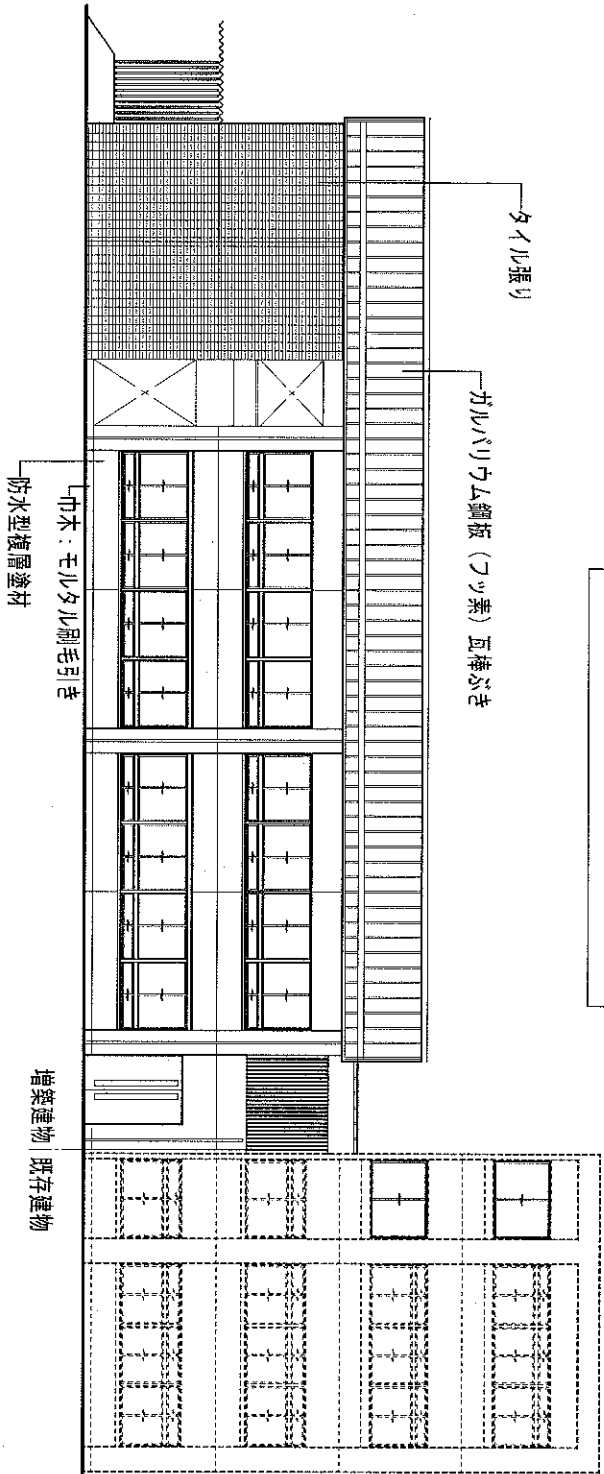 タイル張り
ガルバリウム鋼板（フッ素）瓦棒ぶき
巾木：モルタル刷毛引き
防水型複層塗材
増築建物
既存建物